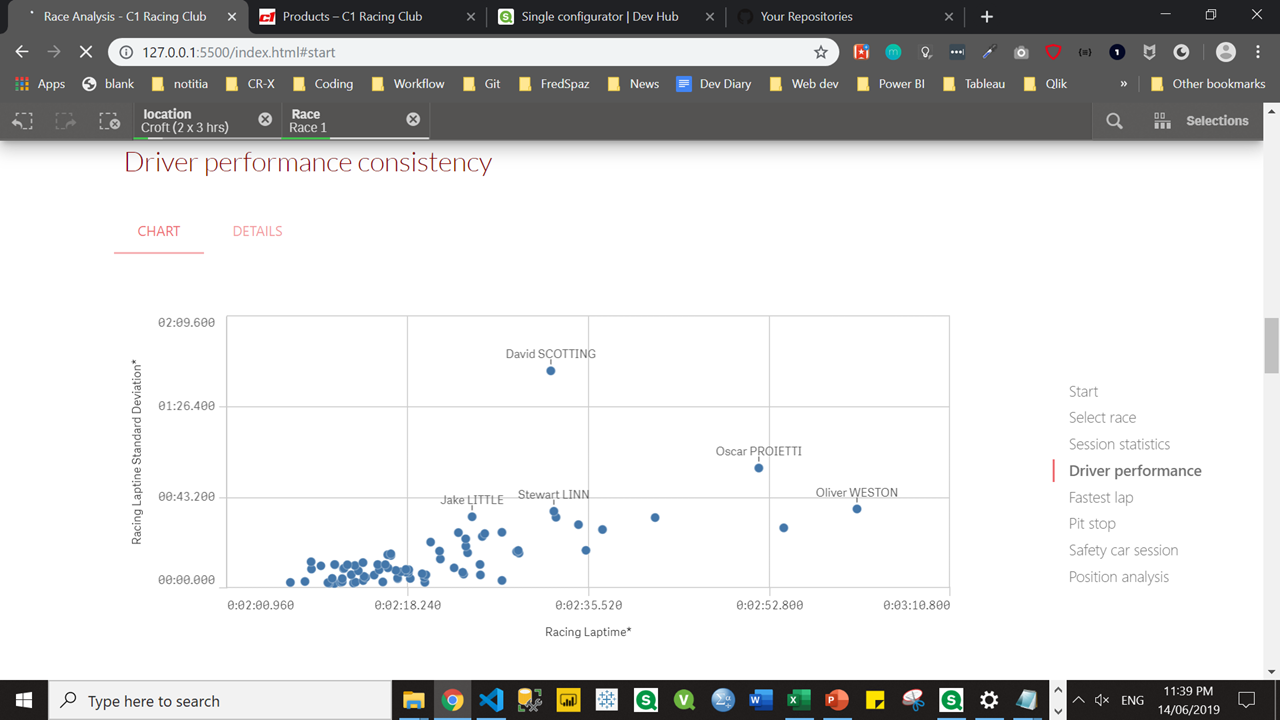 Race Analysis - C1 Racing Club
Products – C1 Racing Club
Single configurator | Dev Hub
Your Repositories
127.0.0.1:5500/index.html#start
Apps
blank
notitia
CR-X
Coding
Workflow
Git
FredSpaz
News
Dev Diary
Web dev
Power BI
Tableau
Qlik
»
Other bookmarks
location
Croft (2 x 3 hrs)
Race
Race 1
Selections
Driver performance consistency
CHART
DETAILS
Racing Laptine Standard Deviation*
02:09.600
01:26.400
00:43.200
00:00.000
David SCOTTING
Oscar PROIETTI
Oliver WESTON
Stewart LINN
Jake LITTLE
0:02:00.960
0:02:18.240
0:02:35.520
0:02:52.800
0:03:10.800
Racing Laptime*
Start
Select race
Session statistics
Driver performance
Fastest lap
Pit stop
Safety car session
Position analysis
Type here to search
ENG
11:39 PM
14/06/2019